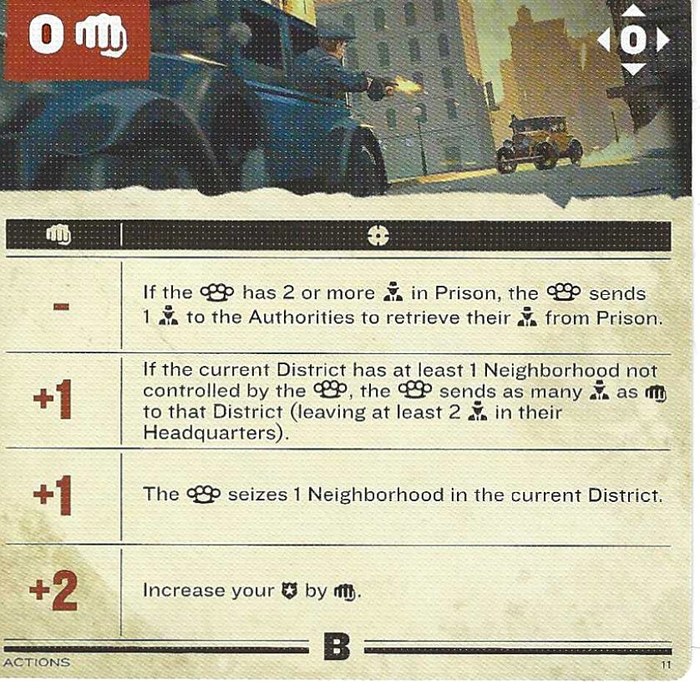 0
0
- If the has 2 or more in Prison, the sends
1 to the Authorities to retrieve their from Prison.
+1 If the current District has at least 1 Neighborhood not
controlled by the , the sends as many as
to that District (leaving at least 2 in their
Headquarters).
+1 The seizes 1 Neighborhood in the current District.
+2 Increase your by .
B
ACTIONS
11